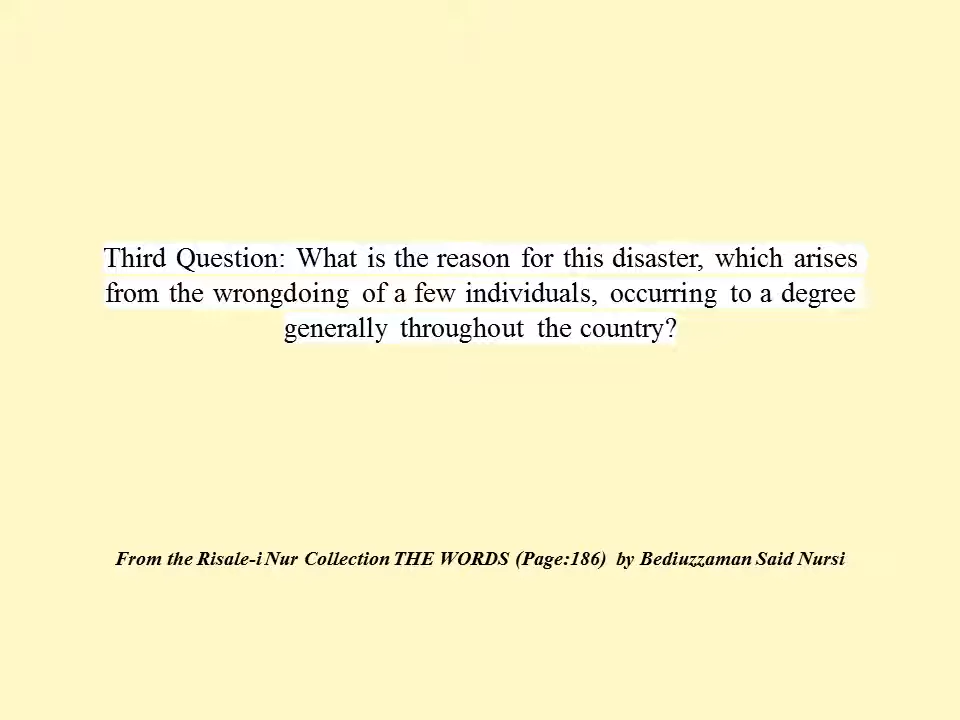 Third Question: What is the reason for this disaster, which arises
from the wrongdoing of a few individuals, occurring to a degree
generally throughout the country?
From the Risale-i Nur Collection THE WORDS (Page:186) by Bediuzzaman Said Nursi